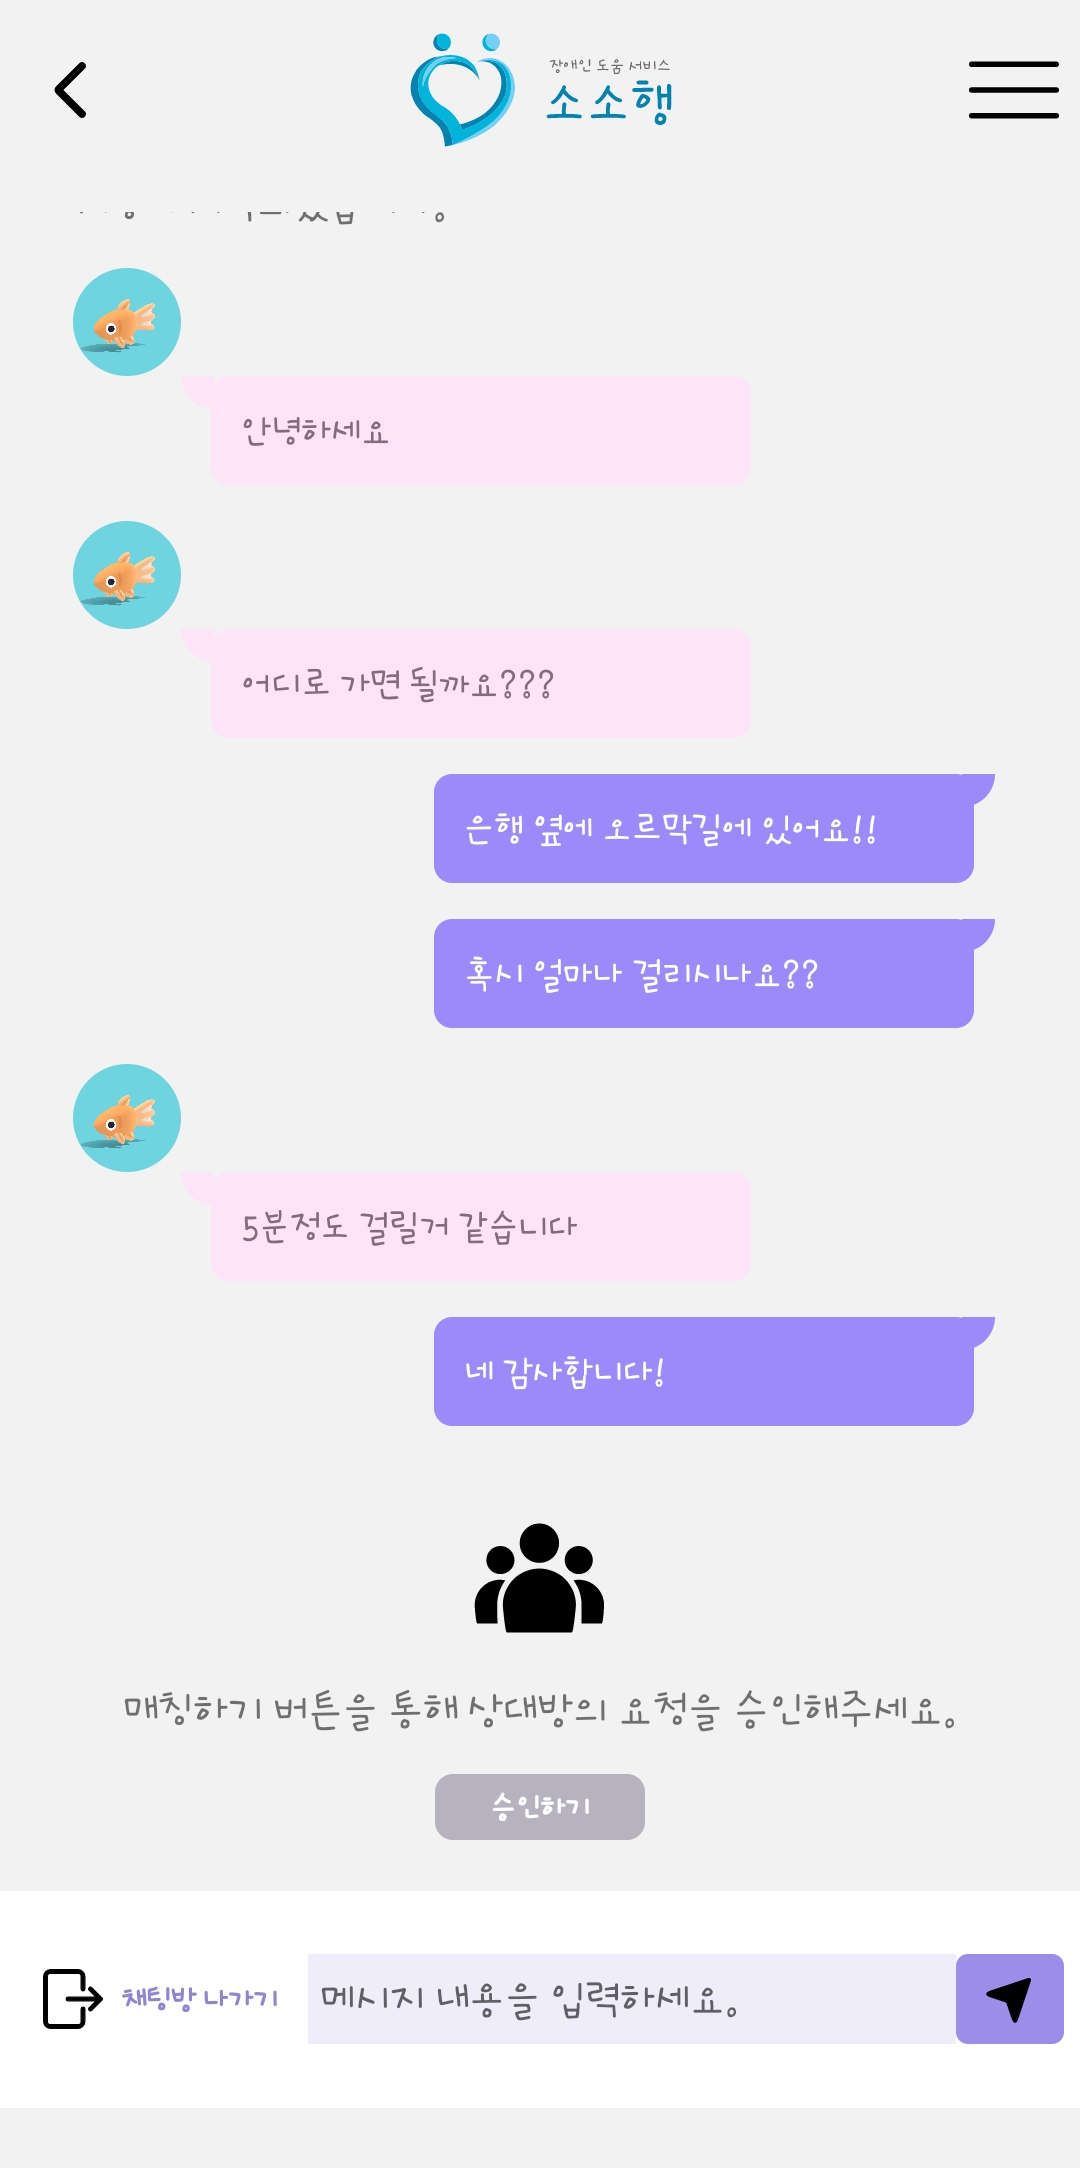 장애인 도움 서비스
소소행
안녕하세요
어디로 가면 될까요???
은행 옆에 오르막길에 있어요!!
혹시 얼마나 걸리시나요??
5분정도 걸릴거 같습니다
네 감사합니다!
매칭하기 버튼을 통해 상대방의 요청을 승인해주세요.
승인하기
채팅방 나가기
메시지 내용을 입력하세요.